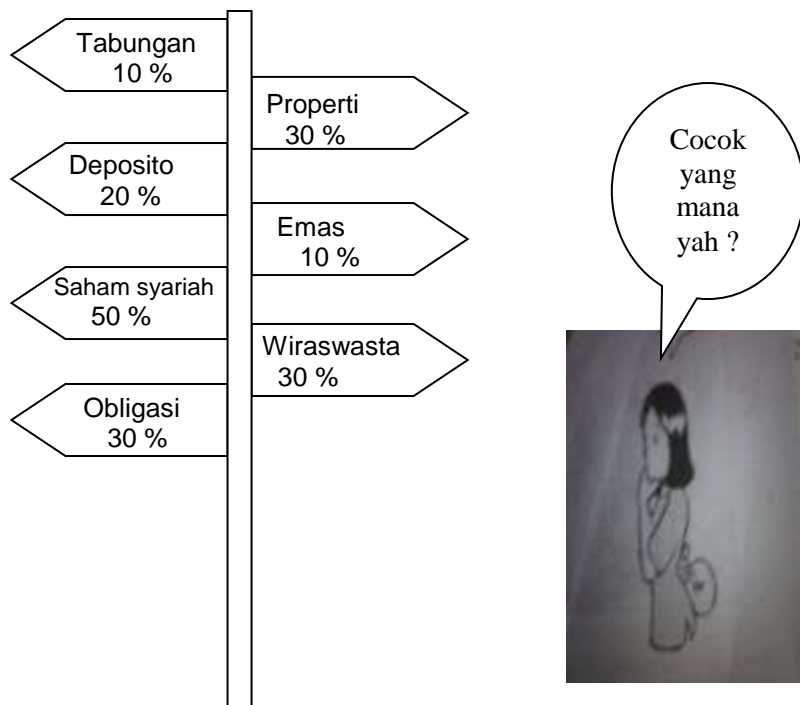 Tabungan
10 %
Properti
30 %
Deposito
20 %
Emas
10 %
Saham syariah
50 %
Wiraswasta
30 %
Obligasi
30 %
Cocok
yang
mana
yah ?